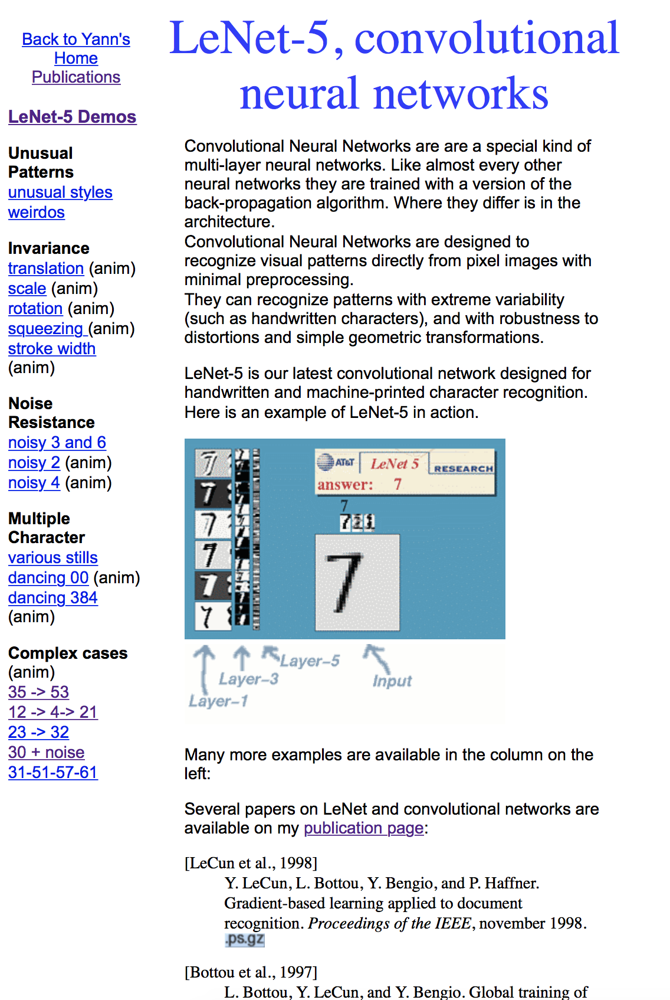 Back to Yann's
Home
Publications
LeNet-5 Demos
Unusual
Patterns
unusual styles
weirdos
Invariance
translation (anim)
scale (anim)
rotation (anim)
squeezing (anim)
stroke width
(anim)
Noise
Resistance
noisy 3 and 6
noisy 2 (anim)
noisy 4 (anim)
Multiple
Character
various stills
dancing 00 (anim)
dancing 384
(anim)
Complex cases
(anim)
35 -> 53
12 -> 4-> 21
23 -> 32
30 + noise
31-51-57-61
LeNet-5, convolutional
neural networks
Convolutional Neural Networks are are a special kind of
multi-layer neural networks. Like almost every other
neural networks they are trained with a version of the
back-propagation algorithm. Where they differ is in the
architecture.
Convolutional Neural Networks are designed to
recognize visual patterns directly from pixel images with
minimal preprocessing.
They can recognize patterns with extreme variability
(such as handwritten characters), and with robustness to
distortions and simple geometric transformations.
LeNet-5 is our latest convolutional network designed for
handwritten and machine-printed character recognition.
Here is an example of LeNet-5 in action.
AT&T LeNet 5 RESEARCH
answer: 7
7
7 2 1
7
Layer-5
Layer-3
Input
Layer-1
Many more examples are available in the column on the
left:
Several papers on LeNet and convolutional networks are
available on my publication page:
[LeCun et al., 1998]
Y. LeCun, L. Bottou, Y. Bengio, and P. Haffner.
Gradient-based learning applied to document
recognition. Proceedings of the IEEE, november 1998.
.ps.gz
[Bottou et al., 1997]
L. Bottou, Y. LeCun, and Y. Bengio. Global training of